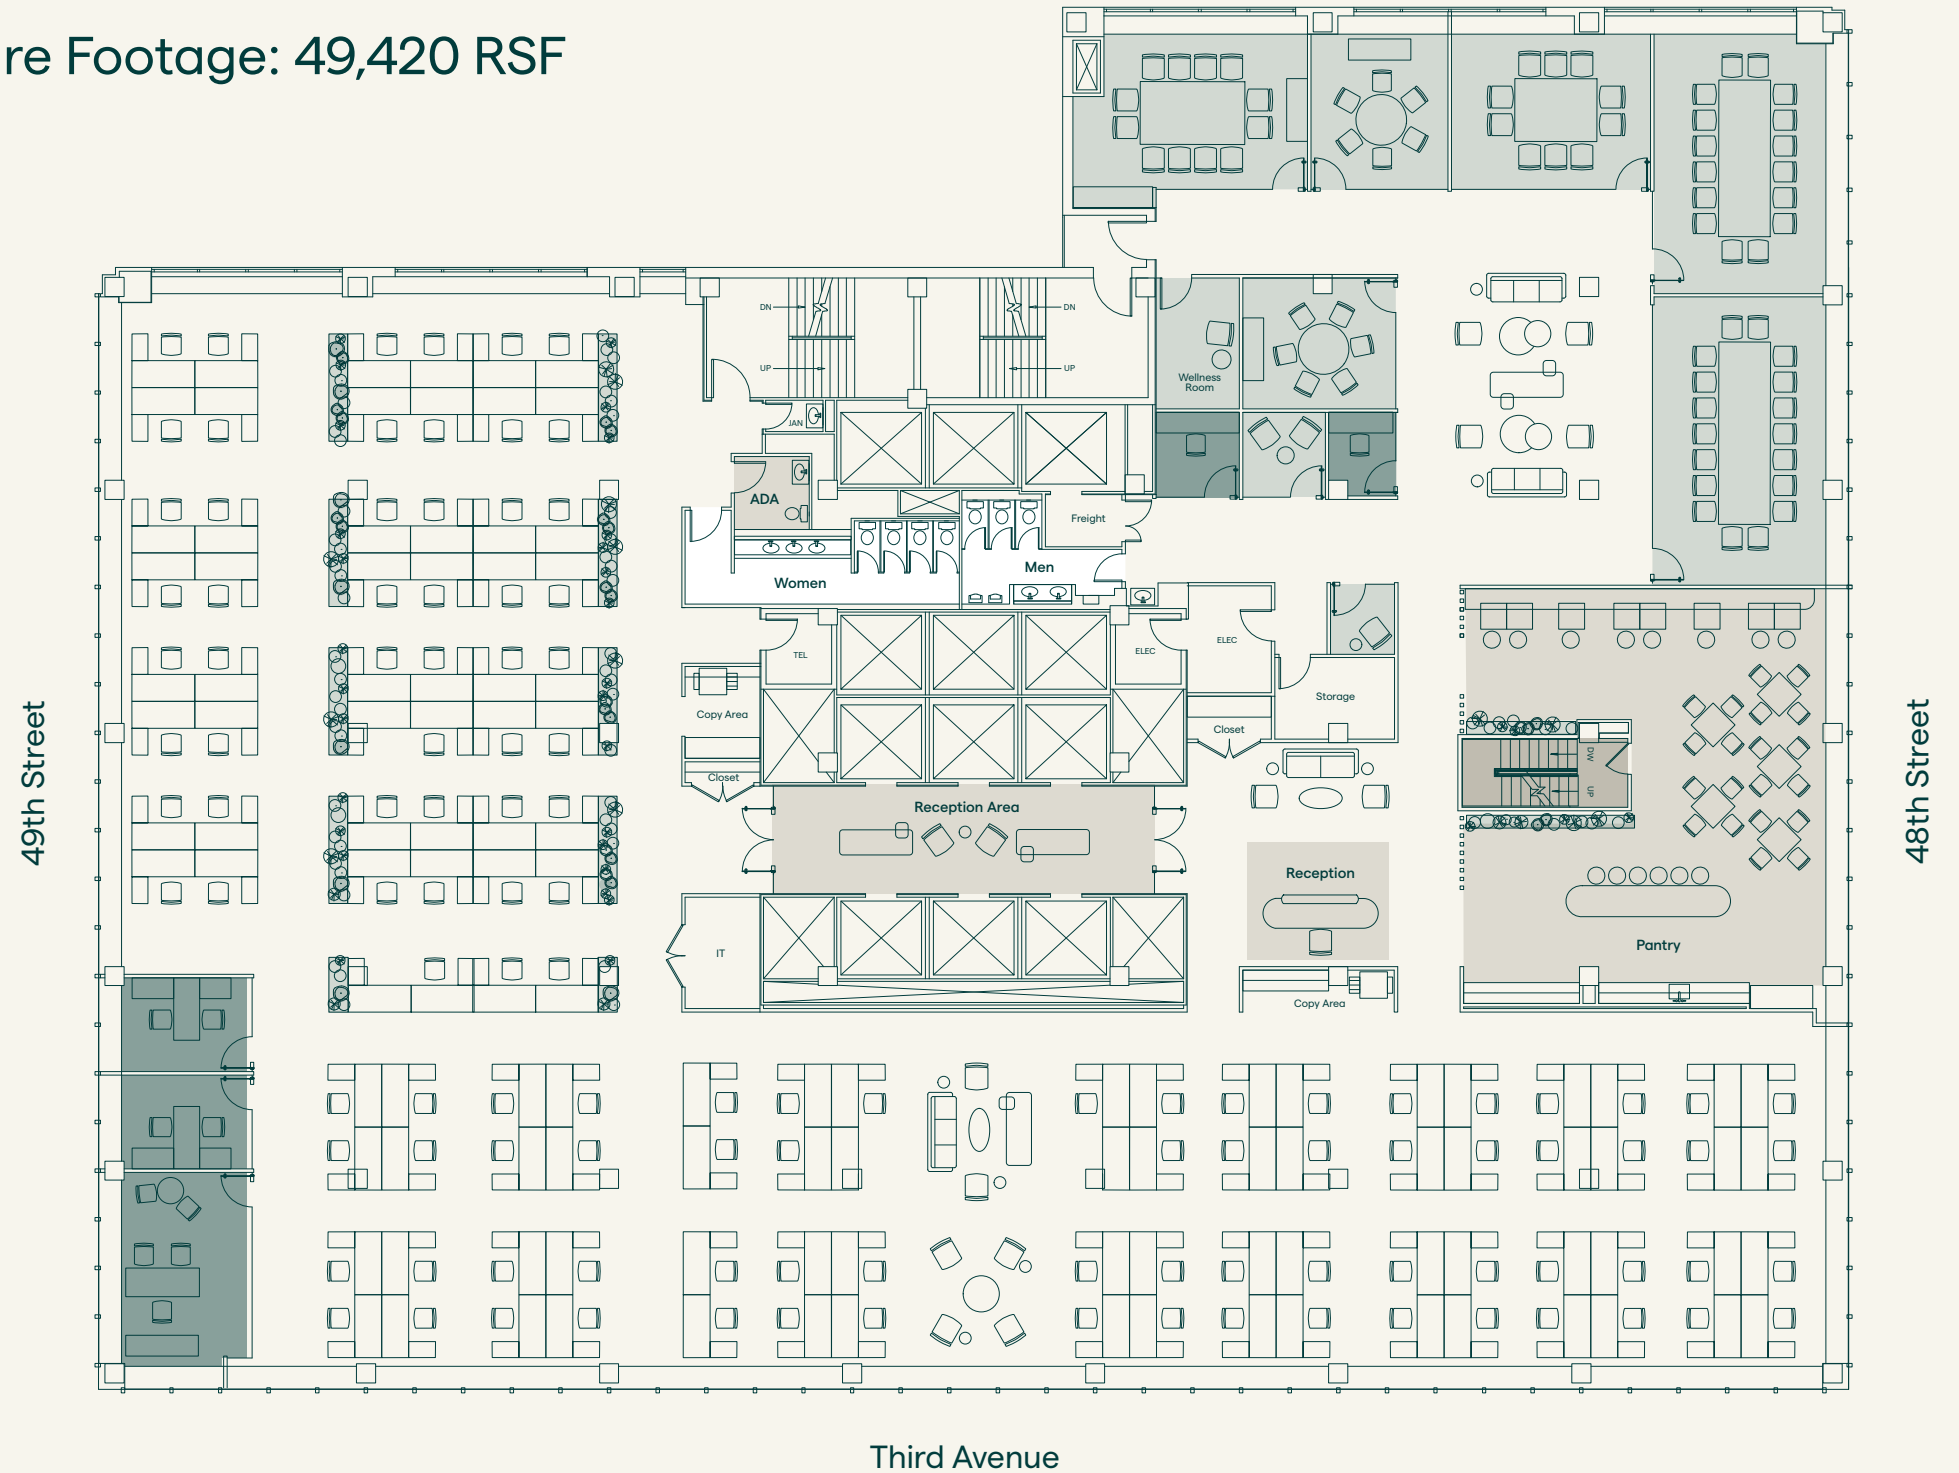 re Footage: 49,420 RSF
DN
DN
UP
UP
Wellness
Room
JAN
ADA
Freight
Women
Men
TEL
ELEC
ELEC
Storage
Copy Area
Closet
Closet
DW
UP
Reception Area
Reception
Pantry
IT
Copy Area
49th Street
48th Street
Third Avenue